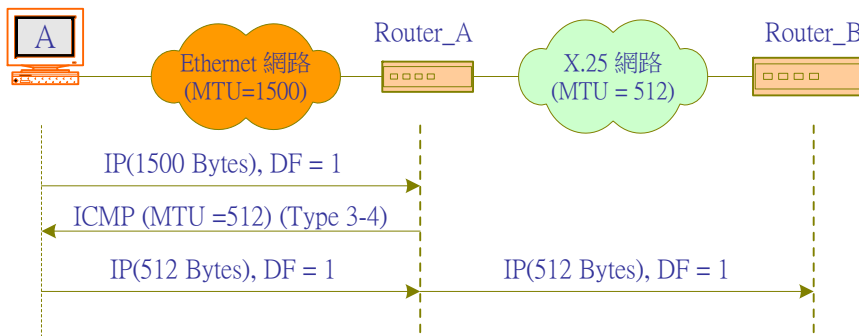 A
Ethernet 網路
(MTU=1500)
Router_A
X.25 網路
(MTU = 512)
Router_B
IP(1500 Bytes), DF = 1
ICMP (MTU =512) (Type 3-4)
IP(512 Bytes), DF = 1
IP(512 Bytes), DF = 1